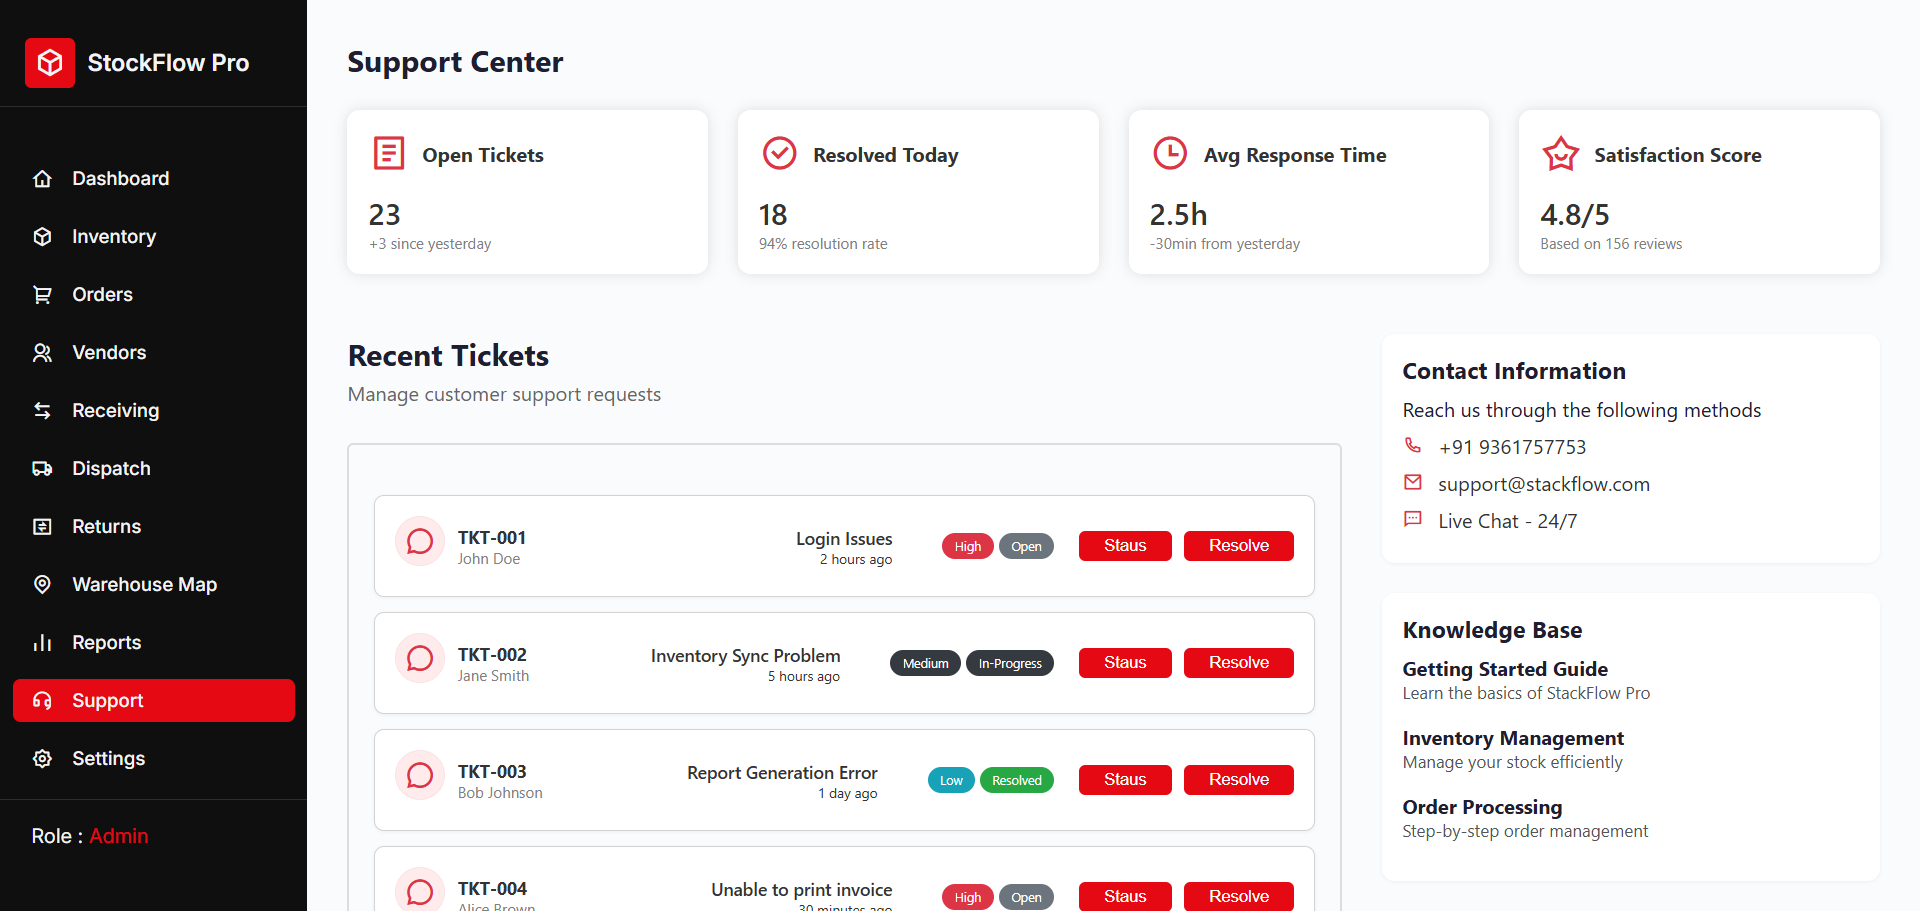 StockFlow Pro
Dashboard
Inventory
Orders
Vendors
Receiving
Dispatch
Returns
Warehouse Map
Reports
Support
Settings
Role : Admin
Support Center
Open Tickets
23
+3 since yesterday
Resolved Today
18
94% resolution rate
Avg Response Time
2.5h
-30min from yesterday
Satisfaction Score
4.8/5
Based on 156 reviews
Recent Tickets
Manage customer support requests
TKT-001
John Doe
Login Issues
2 hours ago
High
Open
Staus
Resolve
TKT-002
Jane Smith
Inventory Sync Problem
5 hours ago
Medium
In-Progress
Staus
Resolve
TKT-003
Bob Johnson
Report Generation Error
1 day ago
Low
Resolved
Staus
Resolve
TKT-004
Alice Brown
Unable to print invoice
30 minutes ago
High
Open
Staus
Resolve
Contact Information
Reach us through the following methods
+91 9361757753
support@stackflow.com
Live Chat - 24/7
Knowledge Base
Getting Started Guide
Learn the basics of StackFlow Pro
Inventory Management
Manage your stock efficiently
Order Processing
Step-by-step order management